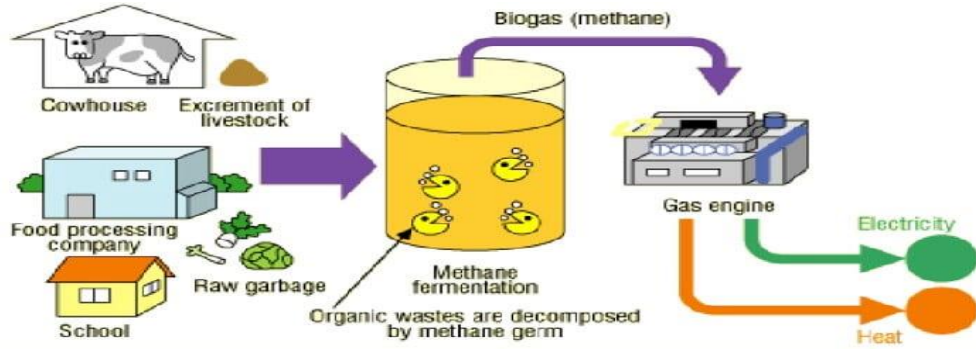 Biogas (methane)
Cowhouse
Excrement of
livestock
Food processing
company
Raw garbage
School
Methane
fermentation
Organic wastes are decomposed
by methane germ
Gas engine
Electricity
Heat